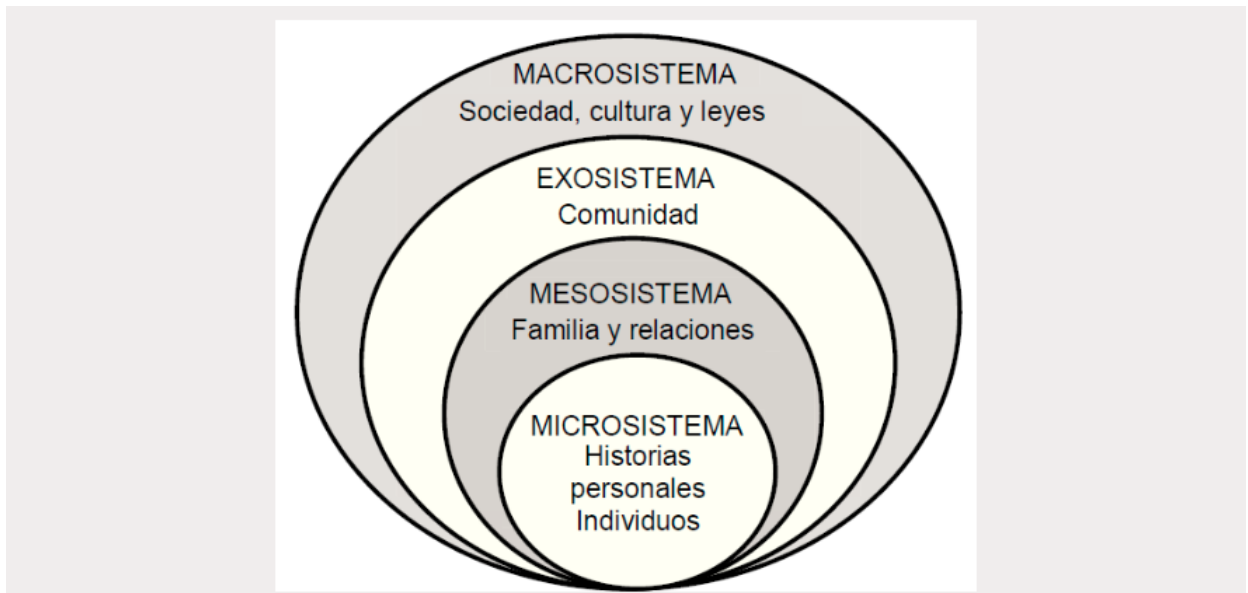 MACROSISTEMA
Sociedad, cultura y leyes
EXOSISTEMA
Comunidad
MESOSISTEMA
Familia y relaciones
MICROSISTEMA
Historias
personales
Individuos